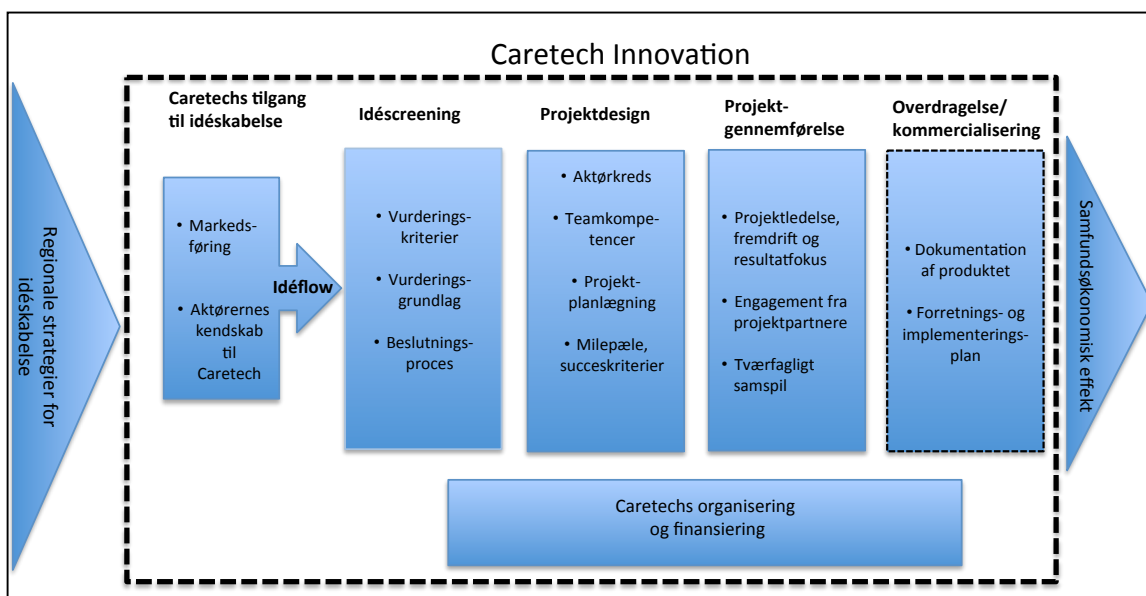 Caretech Innovation
Regionale strategier for
idéskabelse
Caretechs tilgang
til idéskabelse
• Markeds-
føring
• Aktørernes
kendskab
til
Caretech
Idéflow
Idéscreening
• Vurderings-
kriterier
• Vurderings-
grundlag
• Beslutnings-
proces
Projektdesign
• Aktørkreds
• Teamkompe-
tencer
• Projekt-
planlægning
• Milepæle,
succeskriterier
Projekt-
gennemførelse
• Projektledelse,
fremdrift og
resultatfokus
• Engagement fra
projektpartnere
• Tværfagligt
samspil
Overdragelse/
kommercialisering
• Dokumentation
af produktet
• Forretnings- og
implementerings-
plan
Caretechs organisering
og finansiering
Samfundsøkonomisk effekt